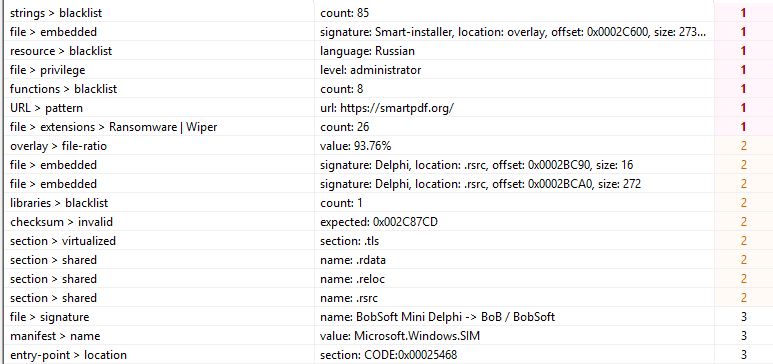 strings > blacklist count: 85 1
file > embedded signature: Smart-installer, location: overlay, offset: 0x0002C600, size: 273... 1
resource > blacklist language: Russian 1
file > privilege level: administrator 1
functions > blacklist count: 8 1
URL > pattern url: https://smartpdf.org/ 1
file > extensions > Ransomware | Wiper count: 26 1
overlay > file-ratio value: 93.76% 2
file > embedded signature: Delphi, location: .rsrc, offset: 0x0002BC90, size: 16 2
file > embedded signature: Delphi, location: .rsrc, offset: 0x0002BCA0, size: 272 2
libraries > blacklist count: 1 2
checksum > invalid expected: 0x002C87CD 2
section > virtualized section: .tls 2
section > shared name: .rdata 2
section > shared name: .reloc 2
section > shared name: .rsrc 2
file > signature name: BobSoft Mini Delphi -> BoB / BobSoft 3
manifest > name value: Microsoft.Windows.SIM 3
entry-point > location section: CODE:0x00025468 3